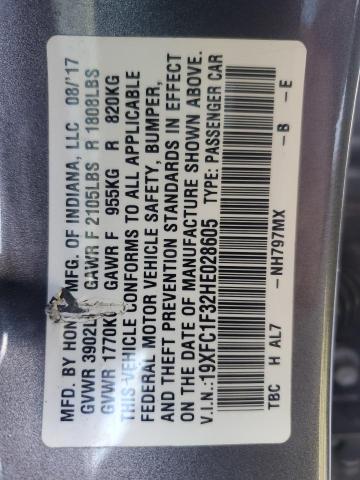 MFD. BY HON MFG. OF INDIANA, LLC 08/'17
GVWR 3902L GAWR F 2105LBS R 1808LBS
GVWR 1770KG GAWR F 955KG R 820KG
THIS VEHICLE CONFORMS TO ALL APPLICABLE
FEDERAL MOTOR VEHICLE SAFETY, BUMPER,
AND THEFT PREVENTION STANDARDS IN EFFECT
ON THE DATE OF MANUFACTURE SHOWN ABOVE.
V.I.N.: 19XFC1F32HE028605 TYPE: PASSENGER CAR
TBC H AL7 -NH797MX -B -E